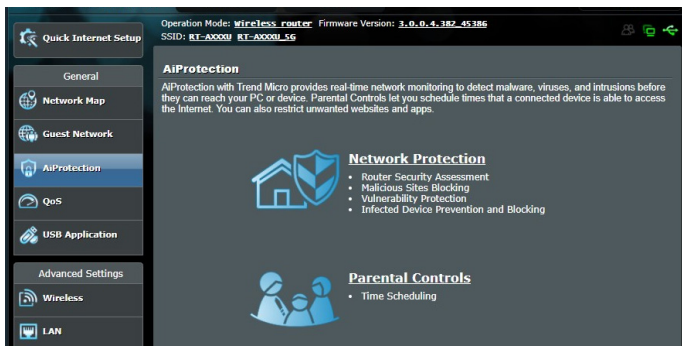 Operation Mode: Wireless router Firmware Version: 3.0.0.4.382_45386
SSID: RT-AXXXU RT-AXXXU_5G
Quick Internet Setup
General
Network Map
Guest Network
AiProtection
QoS
USB Application
Advanced Settings
Wireless
LAN
AiProtection
AiProtection with Trend Micro provides real-time network monitoring to detect malware, viruses, and intrusions before
they can reach your PC or device. Parental Controls let you schedule times that a connected device is able to access
the Internet. You can also restrict unwanted websites and apps.
Network Protection
• Router Security Assessment
• Malicious Sites Blocking
• Vulnerability Protection
• Infected Device Prevention and Blocking
Parental Controls
• Time Scheduling